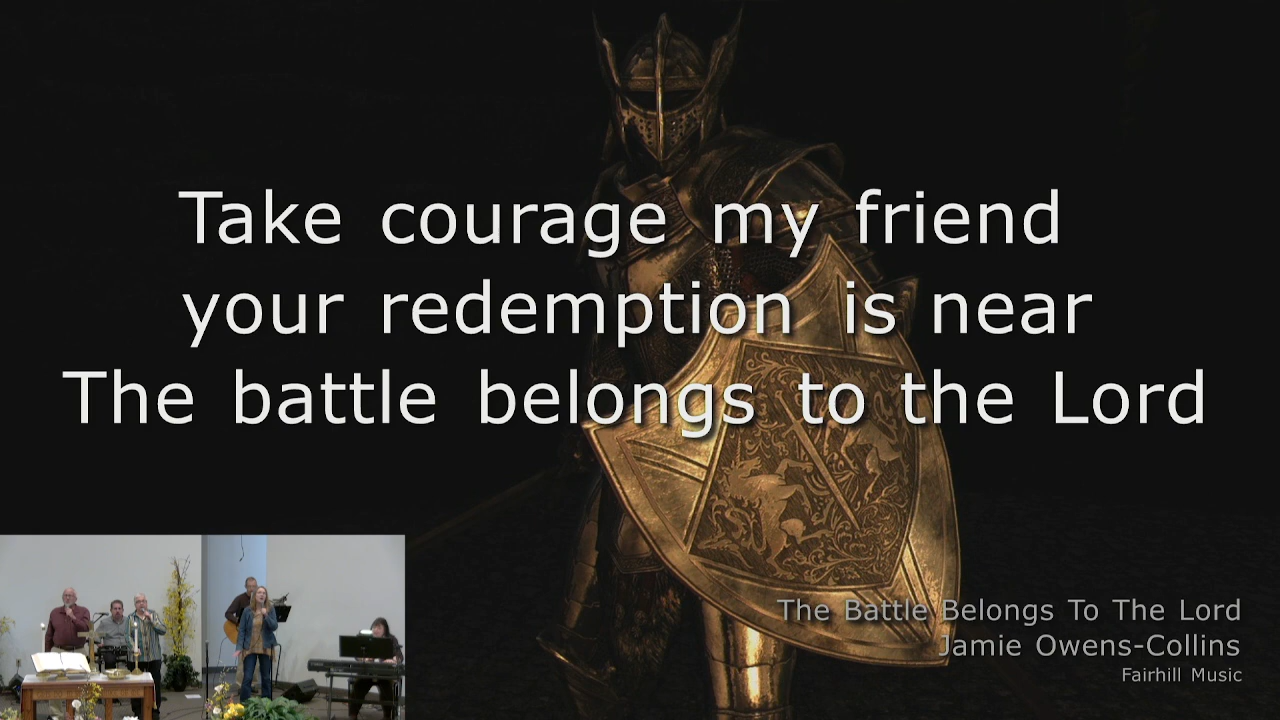 Take courage my friend
your redemption is near
The battle belongs to the Lord
The Battle Belongs To The Lord
Jamie Owens-Collins
Fairhill Music